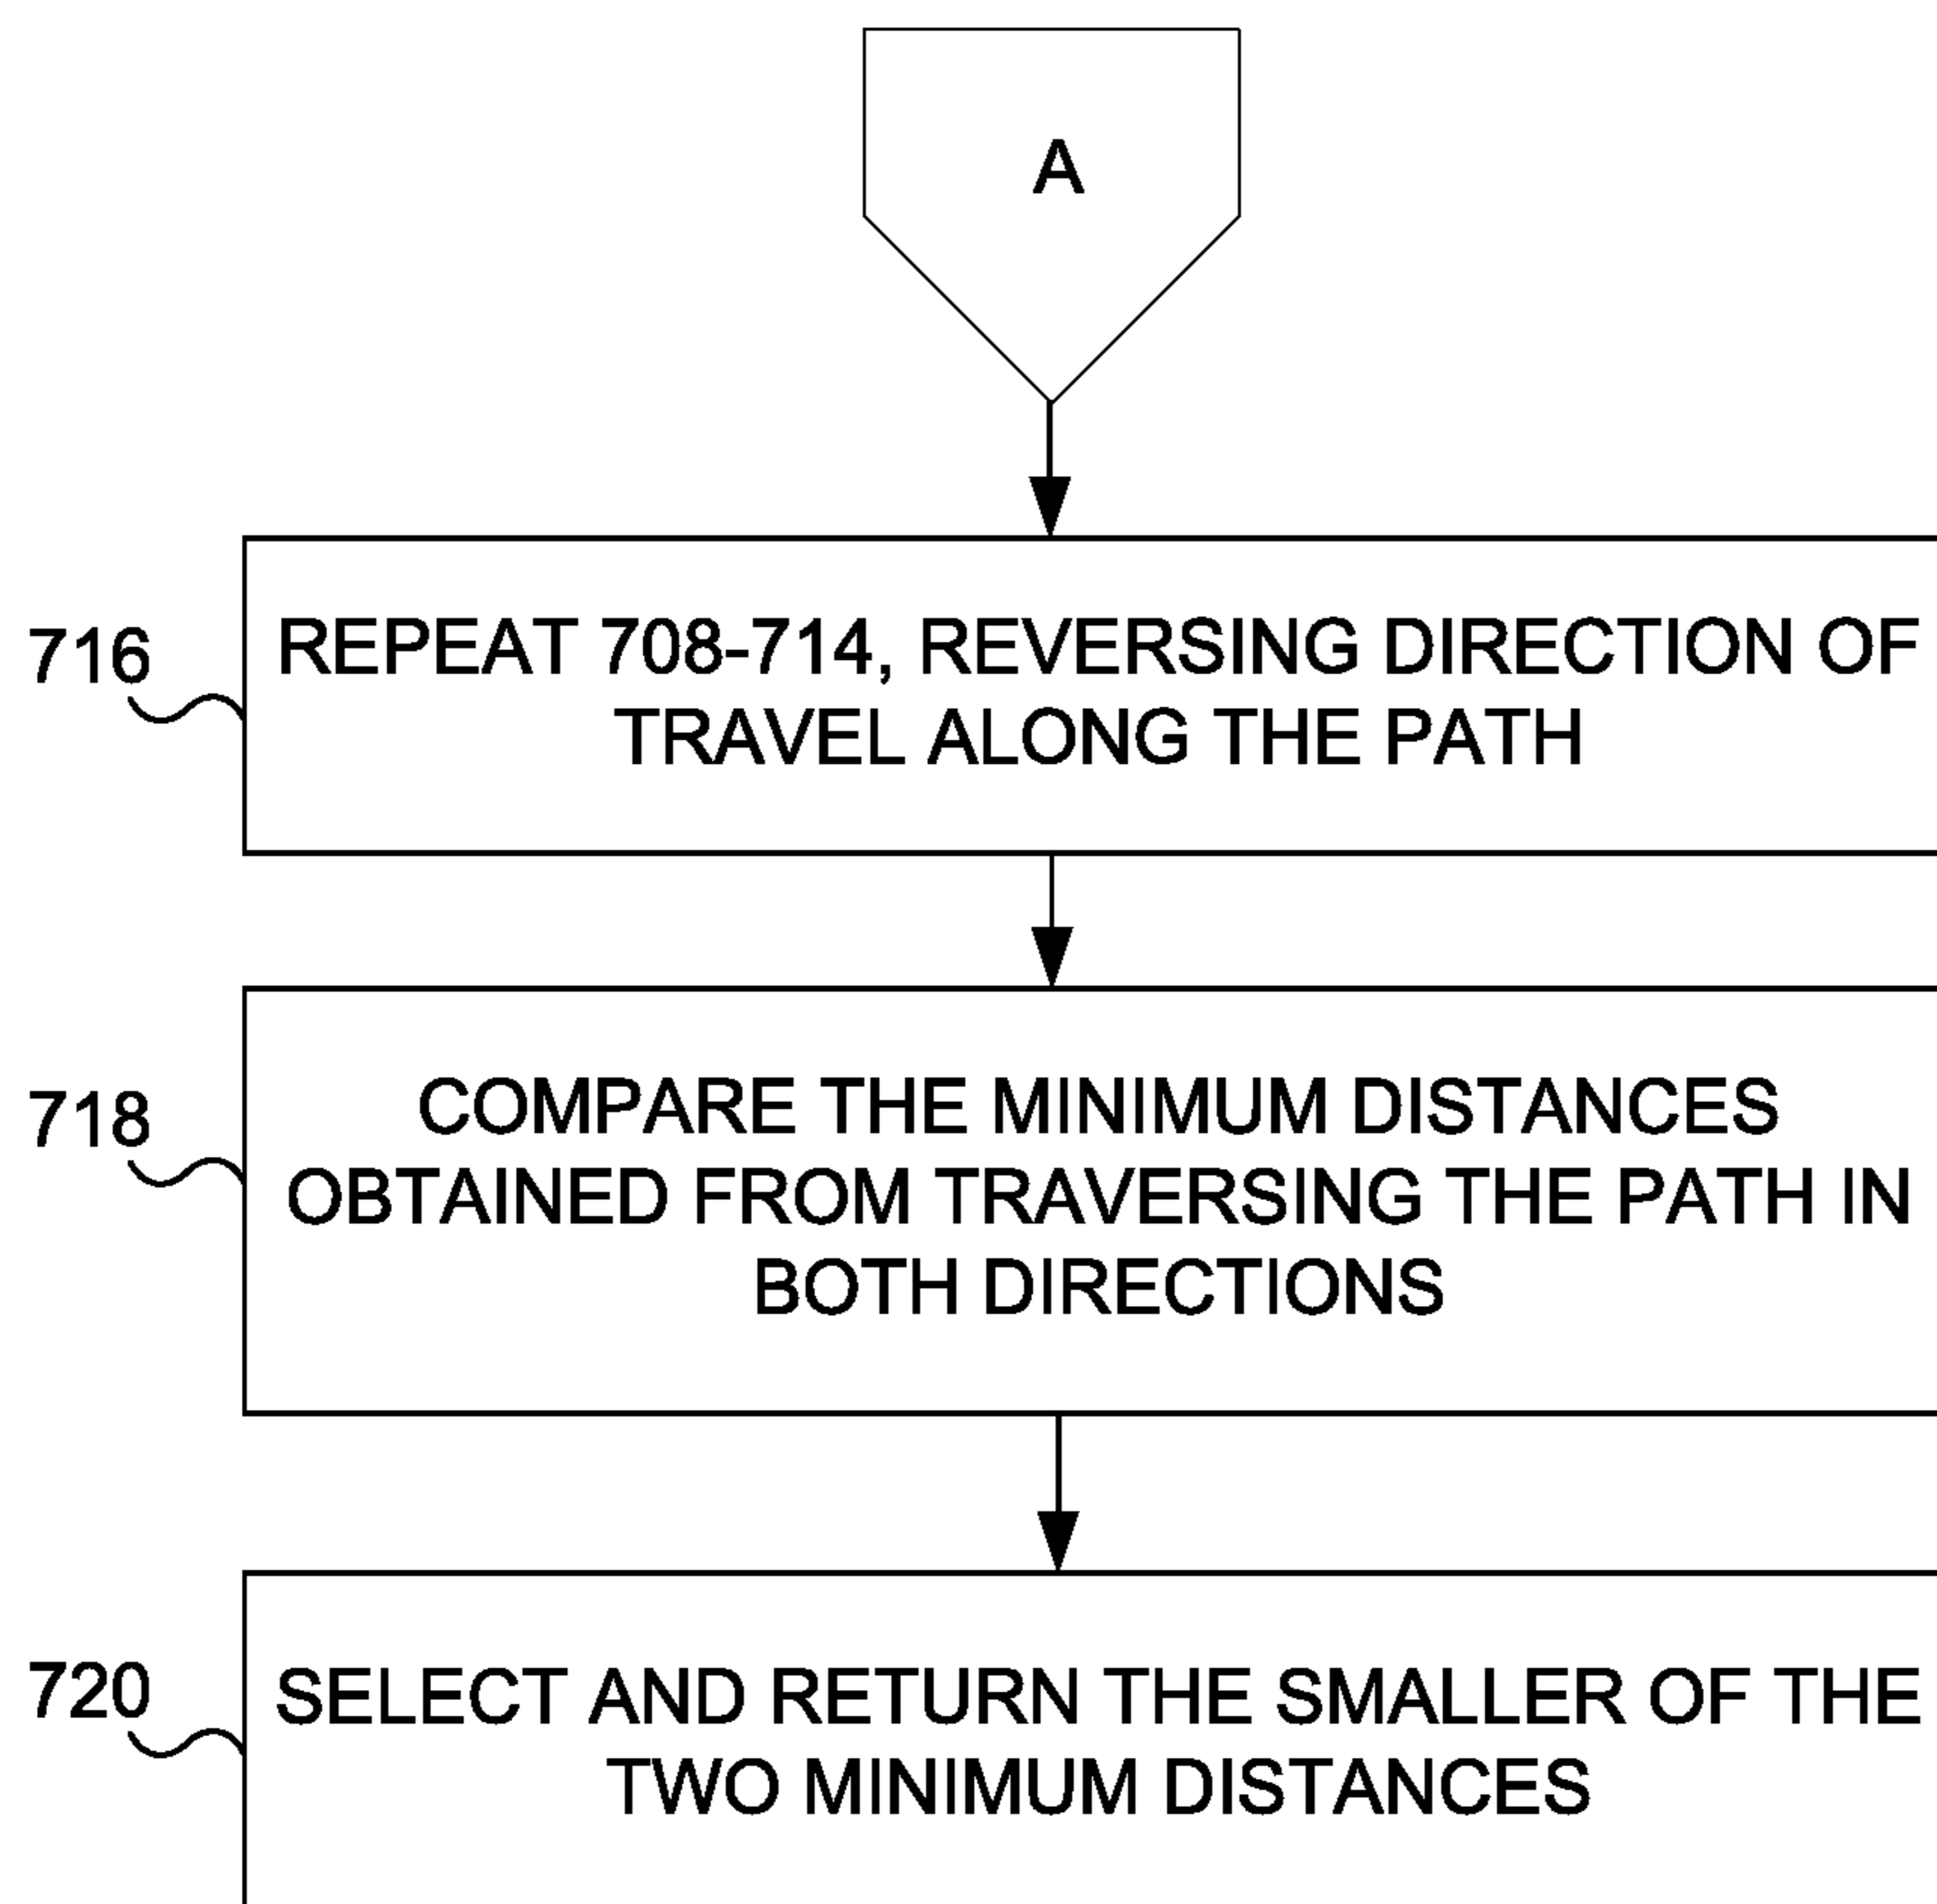 A
716
REPEAT 708-714, REVERSING DIRECTION OF
TRAVEL ALONG THE PATH
718
COMPARE THE MINIMUM DISTANCES
OBTAINED FROM TRAVERSING THE PATH IN
BOTH DIRECTIONS
720
SELECT AND RETURN THE SMALLER OF THE
TWO MINIMUM DISTANCES